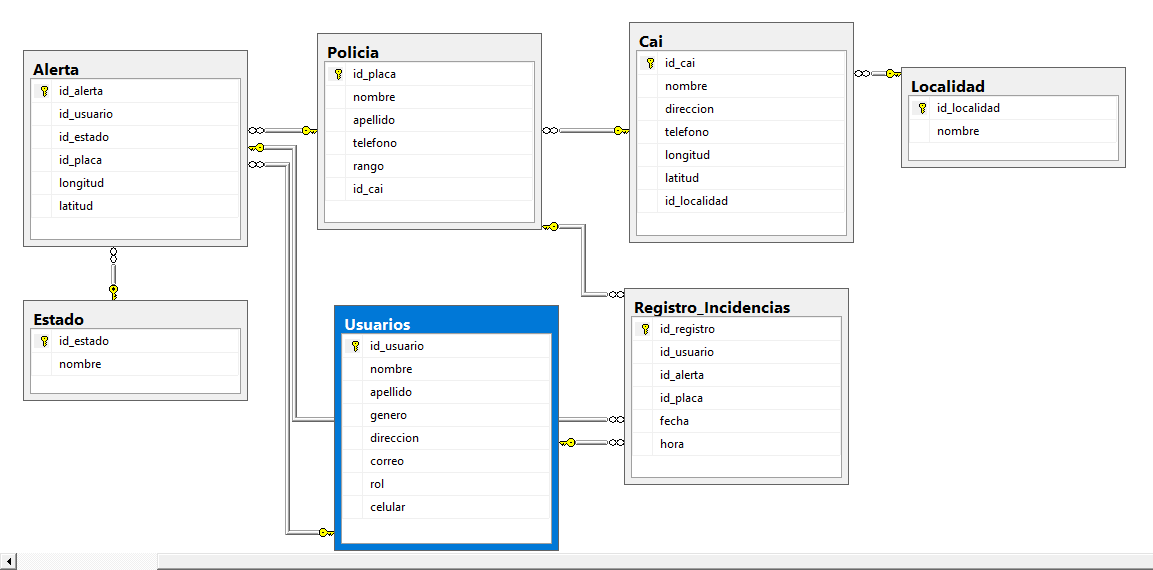 Alerta
id_alerta
id_usuario
id_estado
id_placa
longitud
latitud
Policia
id_placa
nombre
apellido
telefono
rango
id_cai
Cai
id_cai
nombre
direccion
telefono
longitud
latitud
id_localidad
Localidad
id_localidad
nombre
Estado
id_estado
nombre
Usuarios
id_usuario
nombre
apellido
genero
direccion
correo
rol
celular
Registro_Incidencias
id_registro
id_usuario
id_alerta
id_placa
fecha
hora